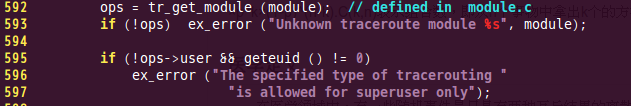 592         ops = tr_get_module (module);  // defined in  module.c
593         if (!ops)  ex_error ("Unknown traceroute module %s", module);
594
595         if (!ops->user && geteuid () != 0)
596             ex_error ("The specified type of tracerouting "
597                         "is allowed for superuser only");